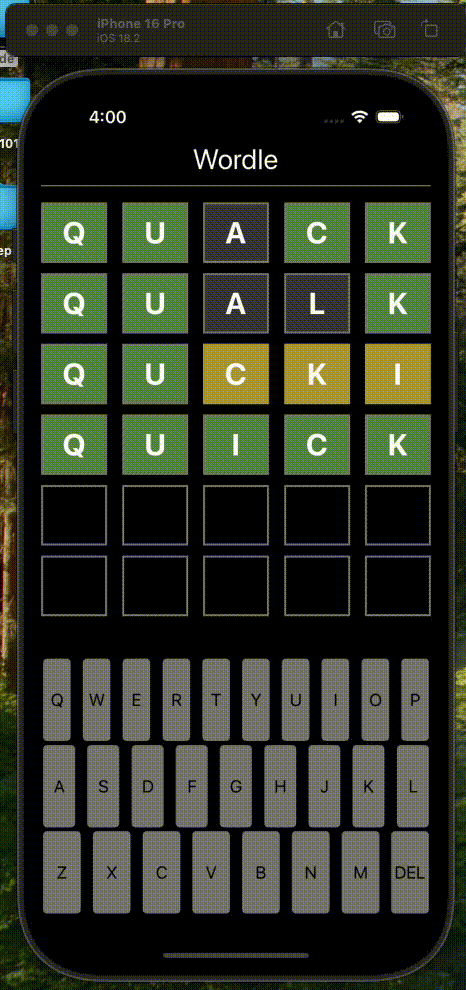 iPhone 16 Pro
iOS 18.2
de
101
ep
4:00
Wordle
Q U A C K
Q U A L K
Q U C K I
Q U I C K
Q W E R T Y U I O P
A S D F G H J K L
Z X C V B N M DEL